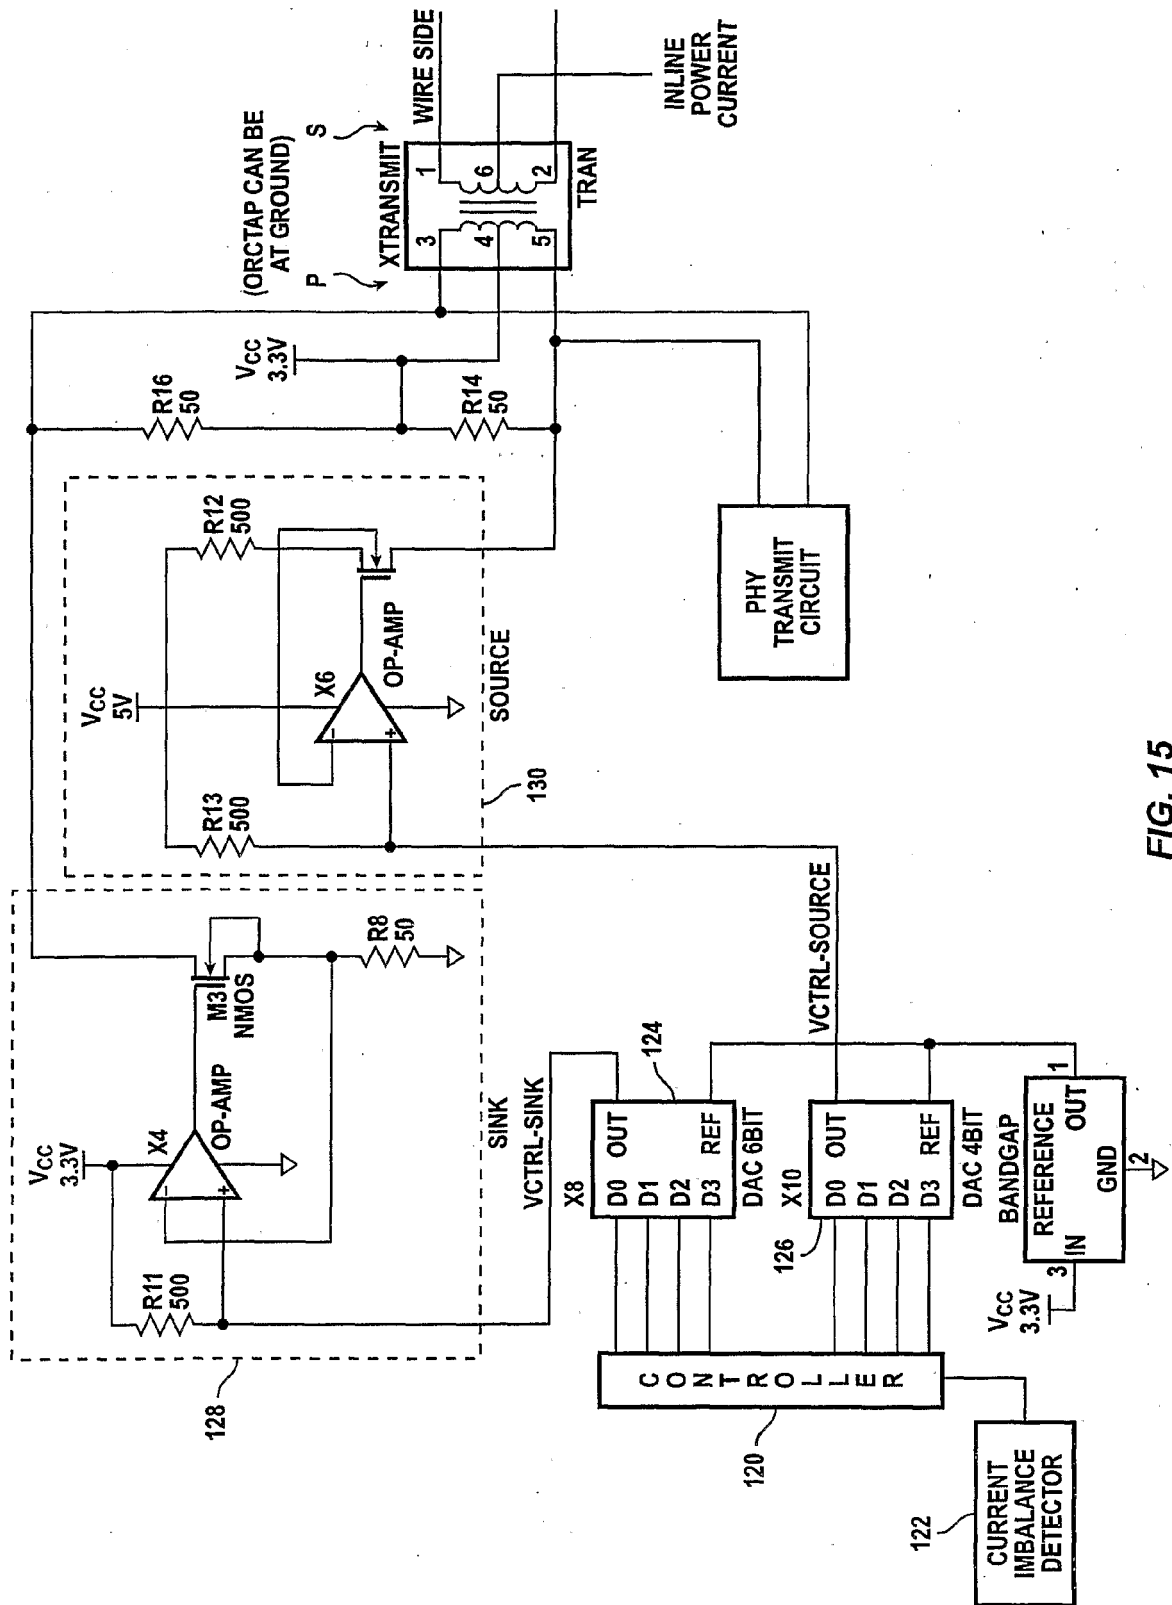 (ORCTAP CAN BE
AT GROUND)
P
S
XTRANSMIT
WIRE SIDE
3
4
5
1
6
2
TRAN
INLINE
POWER
CURRENT
VCC
3.3V
R16
50
R14
50
VCC
5V
R12
500
R13
500
X6
-
+
OP-AMP
SOURCE
130
VCC
3.3V
X4
-
+
OP-AMP
R11
500
M3
NMOS
R8
50
SINK
128
PHY
TRANSMIT
CIRCUIT
VCTRL-SINK
VCTRL-SOURCE
X8
124
D0
D1
D2
D3
OUT
REF
DAC 6BIT
X10
126
D0
D1
D2
D3
OUT
REF
DAC 4BIT
BANDGAP
REFERENCE
IN
OUT
GND
3
1
2
VCC
3.3V
CONTROLLER
120
CURRENT
IMBALANCE
DETECTOR
122
FIG. 15